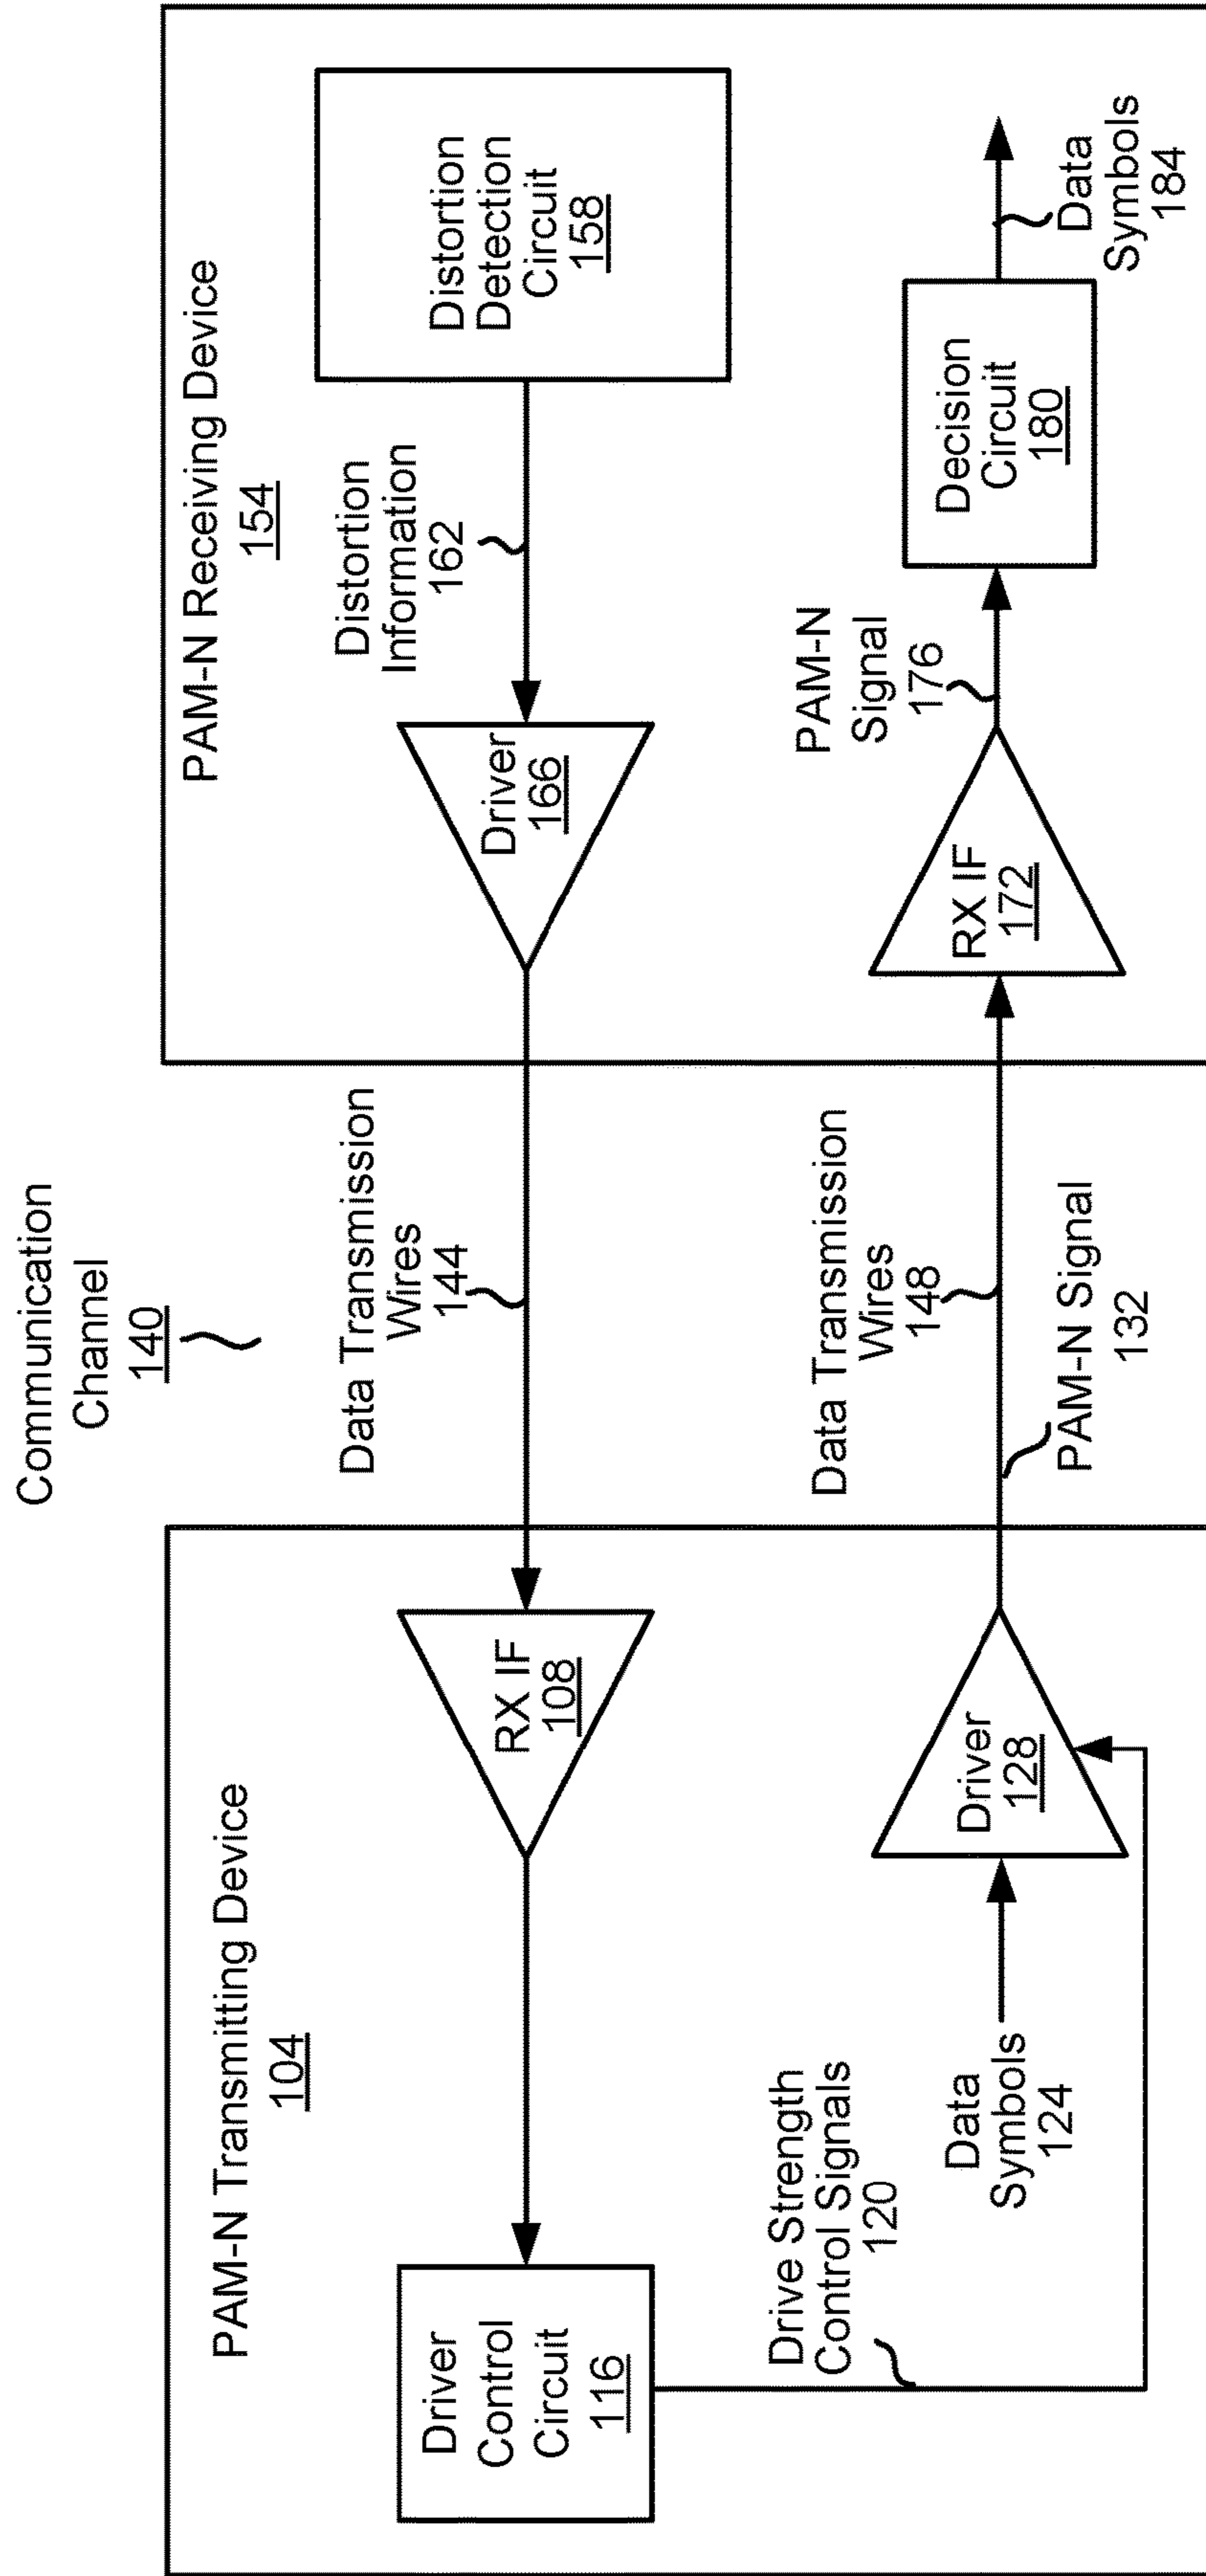 Communication
Channel
140
PAM-N Transmitting Device
104
Driver
Control
Circuit
116
RX IF
108
Drive Strength
Control Signals
120
Data
Symbols
124
Driver
128
Data Transmission
Wires
144
Data Transmission
Wires
148
PAM-N Signal
132
PAM-N Receiving Device
154
Driver
166
Distortion
Information
162
Distortion
Detection
Circuit
158
RX IF
172
PAM-N
Signal
176
Decision
Circuit
180
Data
Symbols
184